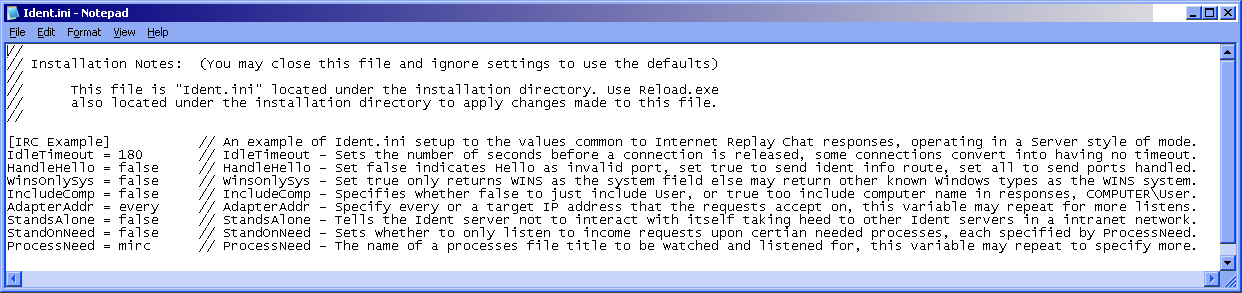 Ident.ini - Notepad
File Edit Format View Help
//
// Installation Notes:  (You may close this file and ignore settings to use the defaults)
//
//      This file is "Ident.ini" located under the installation directory. Use Reload.exe
//      also located under the installation directory to apply changes made to this file.
//
[IRC Example]           // An example of Ident.ini setup to the values common to Internet Replay Chat responses, operating in a Server style of mode.
IdleTimeout = 180       // IdleTimeout - Sets the number of seconds before a connection is released, some connections convert into having no timeout.
HandleHello = false     // HandleHello - Set false indicates Hello as invalid port, set true to send ident info route, set all to send ports handled.
WinsOnlySys = false     // WinsOnlySys - Set true only returns WINS as the system field else may return other known Windows types as the WINS system.
IncludeComp = false     // IncludeComp - Specifies whether false to just include User, or true too include computer name in responses, COMPUTER\User.
AdapterAddr = every     // AdapterAddr - Specify every or a target IP address that the requests accept on, this variable may repeat for more listens.
StandsAlone = false     // StandsAlone - Tells the Ident server not to interact with itself taking heed to other Ident servers in a intranet network.
StandOnNeed = false     // StandOnNeed - Sets whether to only listen to income requests upon certian needed processes, each specified by ProcessNeed.
ProcessNeed = mirc      // ProcessNeed - The name of a processes file title to be watched and listened for, this variable may repeat to specify more.